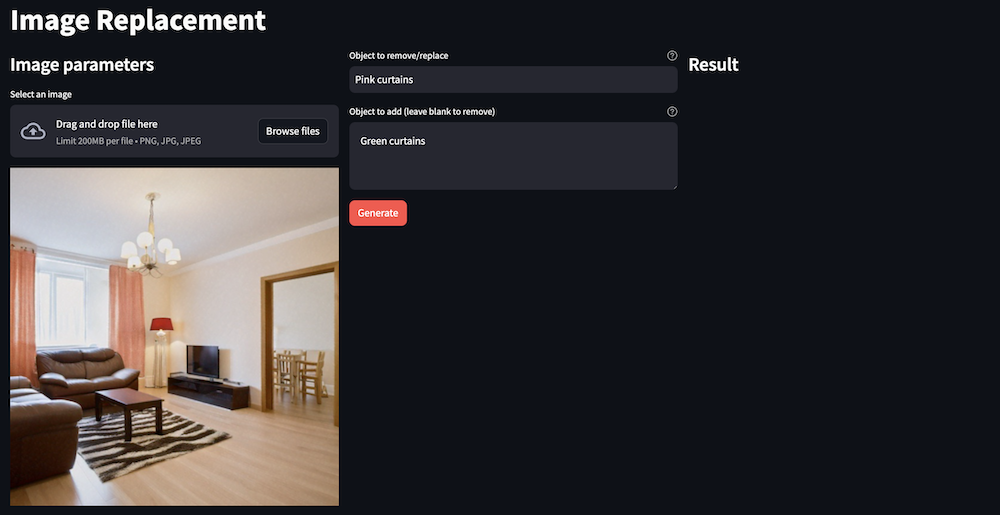 Image Replacement
Image parameters
Select an image
Drag and drop file here
Limit 200MB per file • PNG, JPG, JPEG
Browse files
Object to remove/replace
Pink curtains
Object to add (leave blank to remove)
Green curtains
Generate
Result